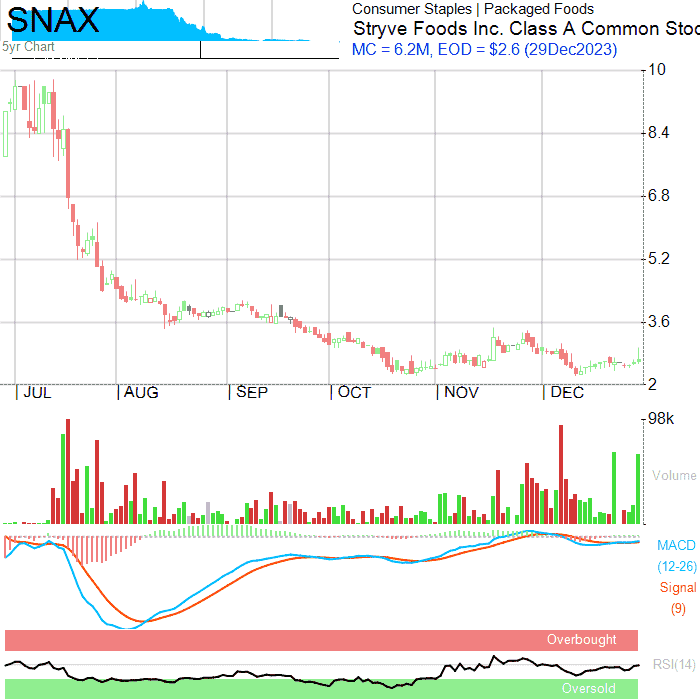 SNAX
5yr Chart
Consumer Staples | Packaged Foods
Stryve Foods Inc. Class A Common Stoc
MC = 6.2M, EOD = $2.6 (29Dec2023)
10
8.4
6.8
5.2
3.6
2
JUL
AUG
SEP
OCT
NOV
DEC
98k
Volume
MACD
(12-26)
Signal
(9)
Overbought
RSI(14)
Oversold